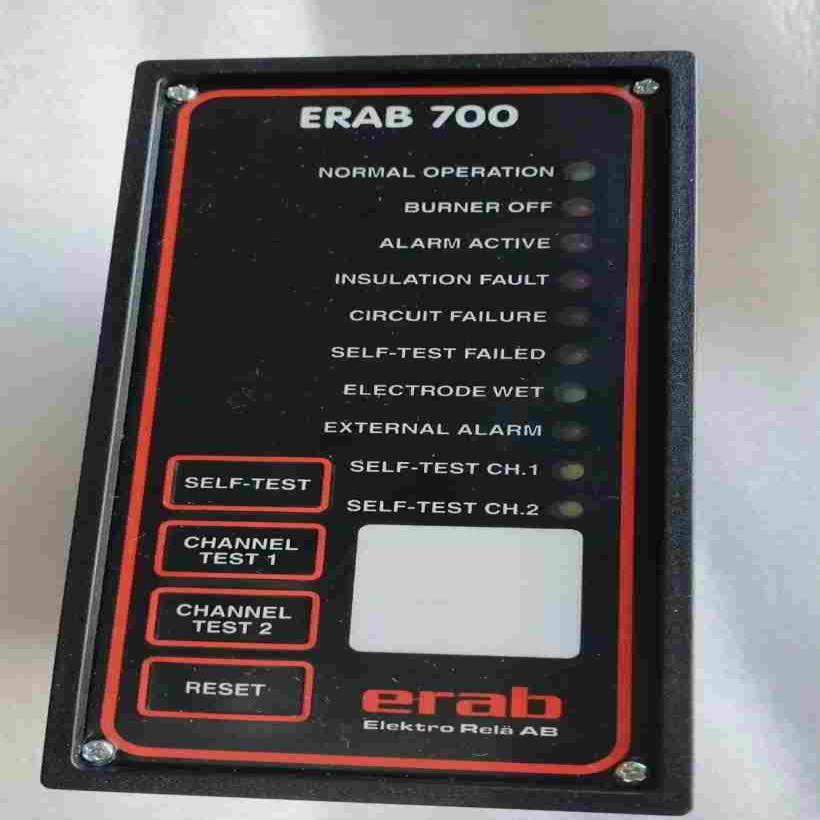 ERAB 700
NORMAL OPERATION
BURNER OFF
ALARM ACTIVE
INSULATION FAULT
CIRCUIT FAILURE
SELF-TEST FAILED
ELECTRODE WET
EXTERNAL ALARM
SELF-TEST CH.1
SELF-TEST CH.2
SELF-TEST
CHANNEL
TEST 1
CHANNEL
TEST 2
RESET
erab
Elektro Relä AB